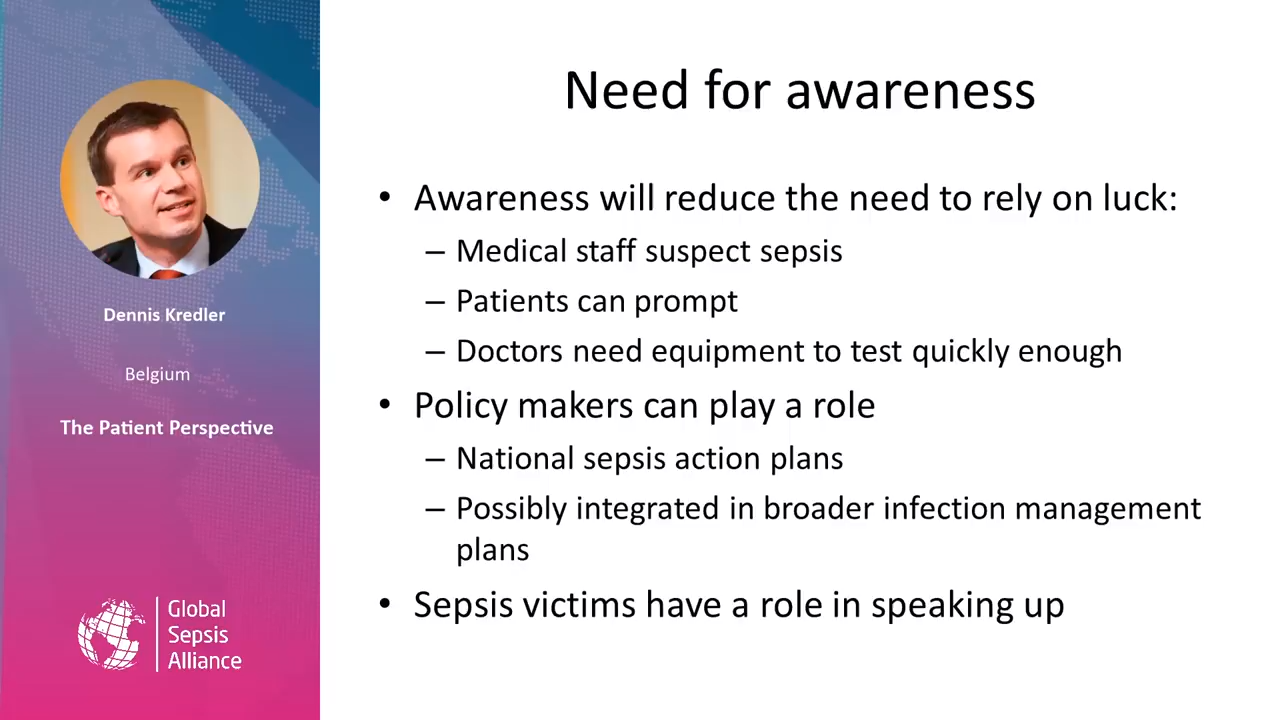 Need for awareness
• Awareness will reduce the need to rely on luck:
– Medical staff suspect sepsis
– Patients can prompt
– Doctors need equipment to test quickly enough
• Policy makers can play a role
– National sepsis action plans
– Possibly integrated in broader infection management
plans
• Sepsis victims have a role in speaking up
Dennis Kredler
Belgium
The Patient Perspective
Global
Sepsis
Alliance